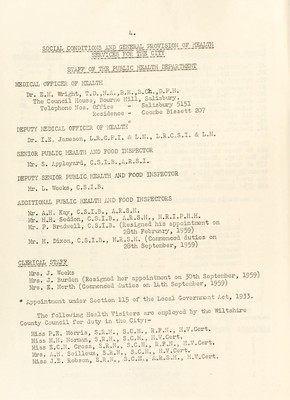 4.
SOCIAL CONDITIONS AND GENERAL PROVISION OF HEALTH
SERVICES FOR THE CITY
STAFF OF THE PUBLIC HEALTH DEPARTMENT
MEDICAL OFFICER OF HEALTH
Dr. E.M. Wright, T.D., M.A., B.M., B.Ch., D.P.H.
The Council House, Bourne Hill, Salisbury.
Telephone Nos. Office - Salisbury 5151
Residence - Coombe Bissett 207
DEPUTY MEDICAL OFFICER OF HEALTH*
Dr. I.E. Jameson, L.R.C.P.I. & L.M., L.R.C.S.I. & L.M.
SENIOR PUBLIC HEALTH AND FOOD INSPECTOR
Mr. S. Appleyard, C.S.I.B., A.R.S.I.
DEPUTY SENIOR PUBLIC HEALTH AND FOOD INSPECTOR
Mr. L. Weeks, C.S.I.B.
ADDITIONAL PUBLIC HEALTH AND FOOD INSPECTORS
Mr. A.H. Kay, C.S.I.B., A.R.S.H.
Mr. H.H. Seddon, C.S.I.B., A.R.S.H., M.R.I.P.H.H.
Mr. P. Bradwell, C.S.I.B. (Resigned his appointment on
28th February, 1959)
Mr. N. Dixon, C.S.I.B., M.R.S.H. (Commenced duties on
28th September, 1959)
CLERICAL STAFF
Mrs. J. Weeks
Mrs. J. Burden (Resigned her appointment on 30th September, 1959)
Mrs. E. North (Commenced duties on 14th September, 1959)
* Appointment under Section 115 of the Local Government Act, 1933.
The following Health Visitors are employed by the Wiltshire
County Council for duty in the City:-
Miss P.E. Morris, S.R.N., S.C.M., R.F.N., H.V.Cert.
Miss M.H. Norman, S.R.N., S.C.M., H.V.Cert.
Miss E.C.M. Cross, S.R.N., S.C.M., R.F.N., H.V.Cert.
Mrs. A.M. Soilleux, S.R.N., S.C.M., H.V.Cert.
Miss J.E. Robson, S.R.N., S.C.M., A.R.S.H., H.V.Cert.